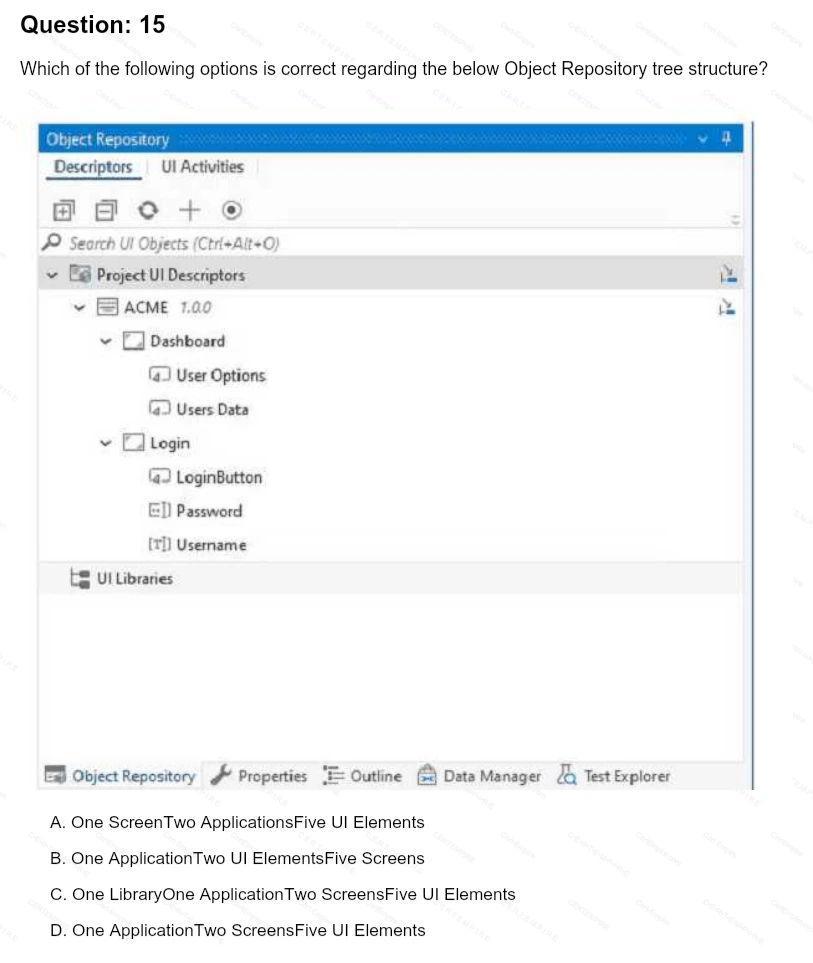 Question: 15
Which of the following options is correct regarding the below Object Repository tree structure?
Object Repository
Descriptors UI Activities
Search UI Objects (Ctrl+Alt+O)
Project UI Descriptors
ACME 1.0.0
Dashboard
User Options
Users Data
Login
LoginButton
Password
Username
UI Libraries
Object Repository Properties Outline Data Manager Test Explorer
A. One ScreenTwo ApplicationsFive UI Elements
B. One ApplicationTwo UI ElementsFive Screens
C. One LibraryOne ApplicationTwo ScreensFive UI Elements
D. One ApplicationTwo ScreensFive UI Elements